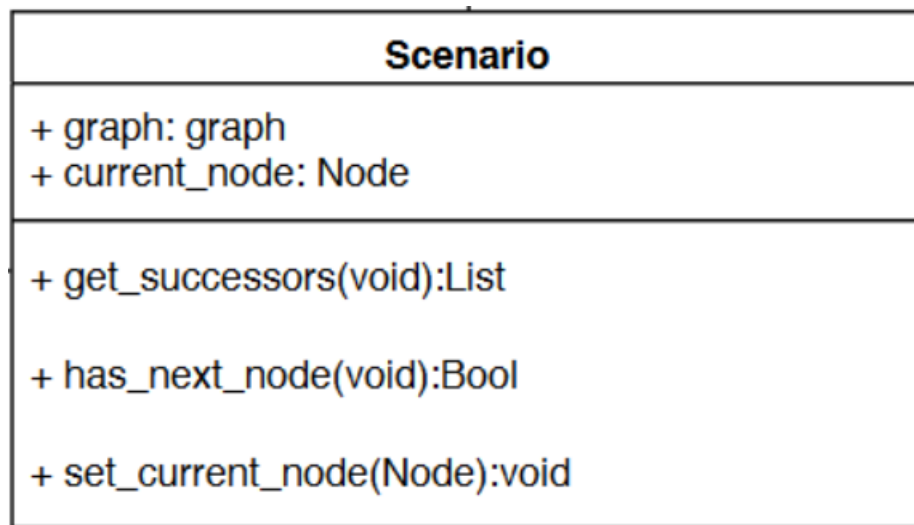 Scenario
+ graph: graph
+ current_node: Node
+ get_successors(void):List
+ has_next_node(void):Bool
+ set_current_node(Node):void